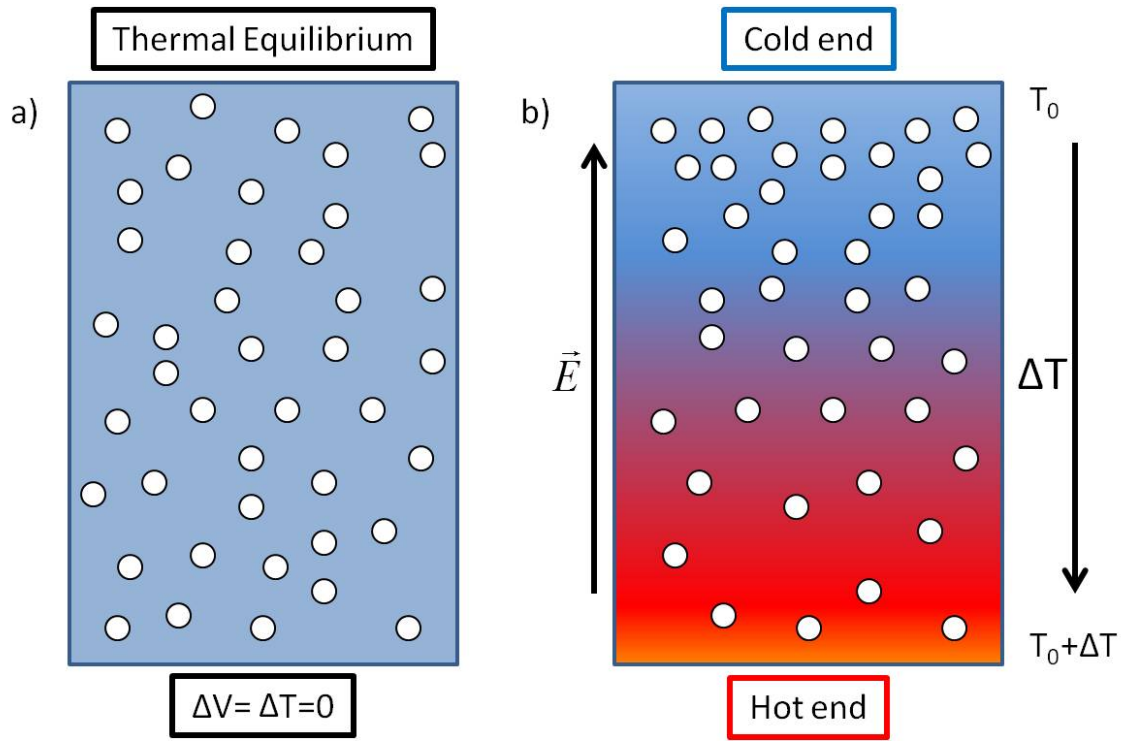 Thermal Equilibrium
a)
ΔV= ΔT=0
Cold end
b)
T₀
E⃗
ΔT
T₀+ΔT
Hot end